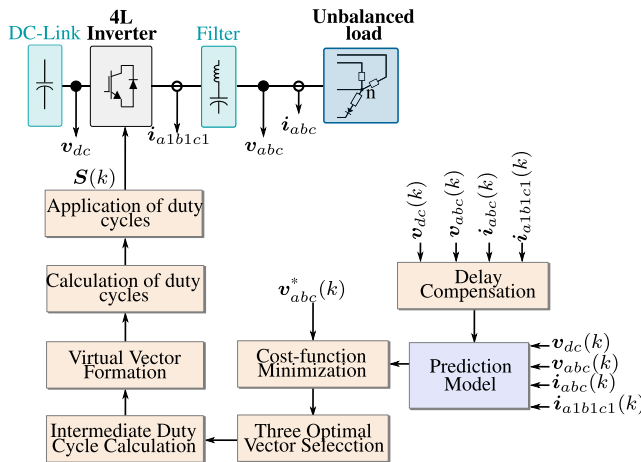 DC-Link
4L
Inverter
Filter
Unbalanced
load
n
v_dc
i_a1b1c1
v_abc
i_abc
S(k)
Application of duty
cycles
Calculation of duty
cycles
Virtual Vector
Formation
Intermediate Duty
Cycle Calculation
v*_abc(k)
Cost-function
Minimization
Three Optimal
Vector Selecction
v_dc(k)
v_abc(k)
i_abc(k)
i_a1b1c1(k)
Delay
Compensation
Prediction
Model
v_dc(k)
v_abc(k)
i_abc(k)
i_a1b1c1(k)